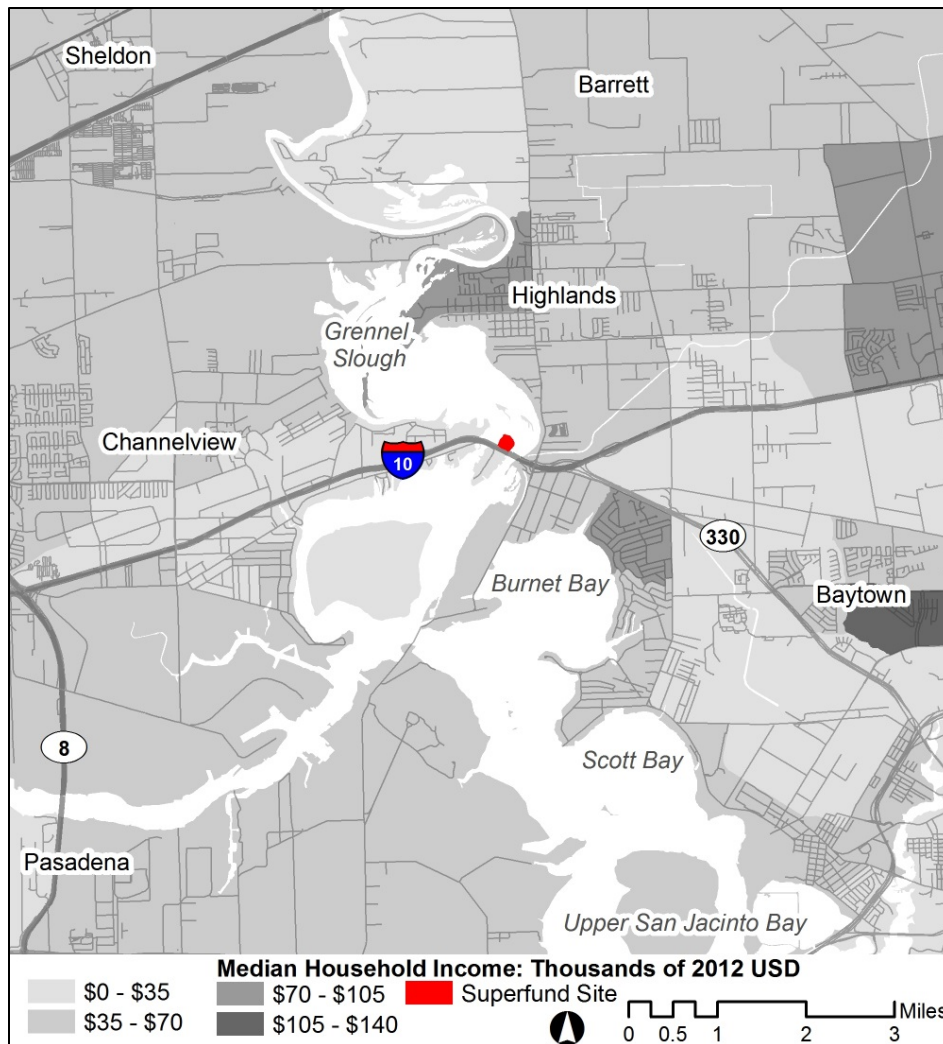 Sheldon
Barrett
Highlands
Grennel
Slough
Channelview
10
330
Burnet Bay
Baytown
8
Scott Bay
Pasadena
Upper San Jacinto Bay
Median Household Income: Thousands of 2012 USD
$0 - $35
$70 - $105
Superfund Site
$35 - $70
$105 - $140
Miles
0 0.5 1 2 3